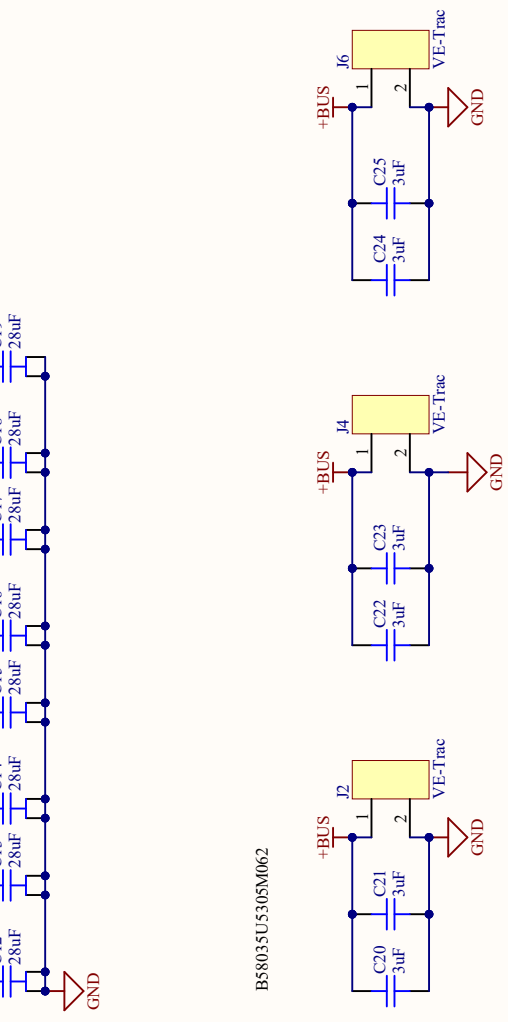 28uF
28uF
28uF
28uF
28uF
28uF
28uF
28uF
GND
B58035U5305M062
+BUS
J2
1
2
VE-Trac
C20
3uF
C21
3uF
GND
+BUS
J4
1
2
VE-Trac
C22
3uF
C23
3uF
GND
+BUS
J6
1
2
VE-Trac
C24
3uF
C25
3uF
GND